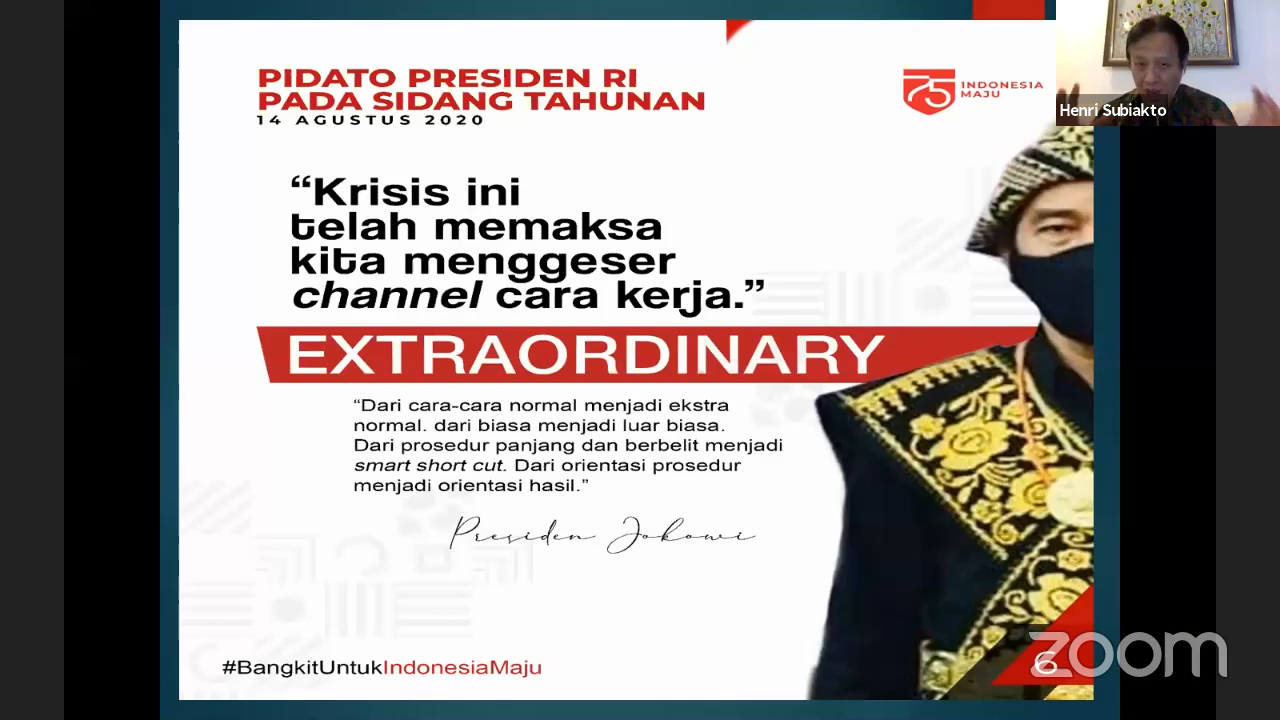 PIDATO PRESIDEN RI
PADA SIDANG TAHUNAN
14 AGUSTUS 2020
75 INDONESIA
MAJU
Henri Subiakto
“Krisis ini
telah memaksa
kita menggeser
channel cara kerja.”
EXTRAORDINARY
“Dari cara-cara normal menjadi ekstra
normal. dari biasa menjadi luar biasa.
Dari prosedur panjang dan berbelit menjadi
smart short cut. Dari orientasi prosedur
menjadi orientasi hasil.”
Presiden Jokowi
#BangkitUntukIndonesiaMaju
6
zoom